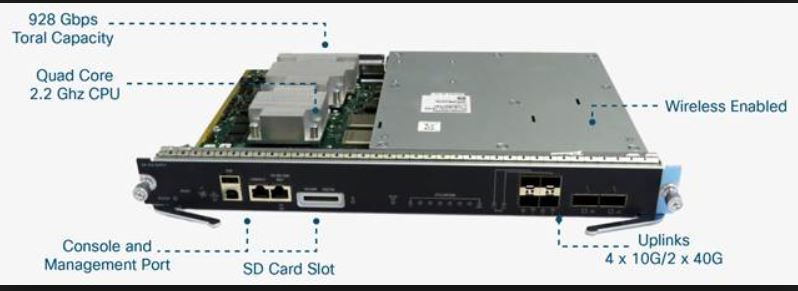 928 Gbps
Toral Capacity
Quad Core
2.2 Ghz CPU
Wireless Enabled
Console and
Management Port
SD Card Slot
Uplinks
4 x 10G/2 x 40G